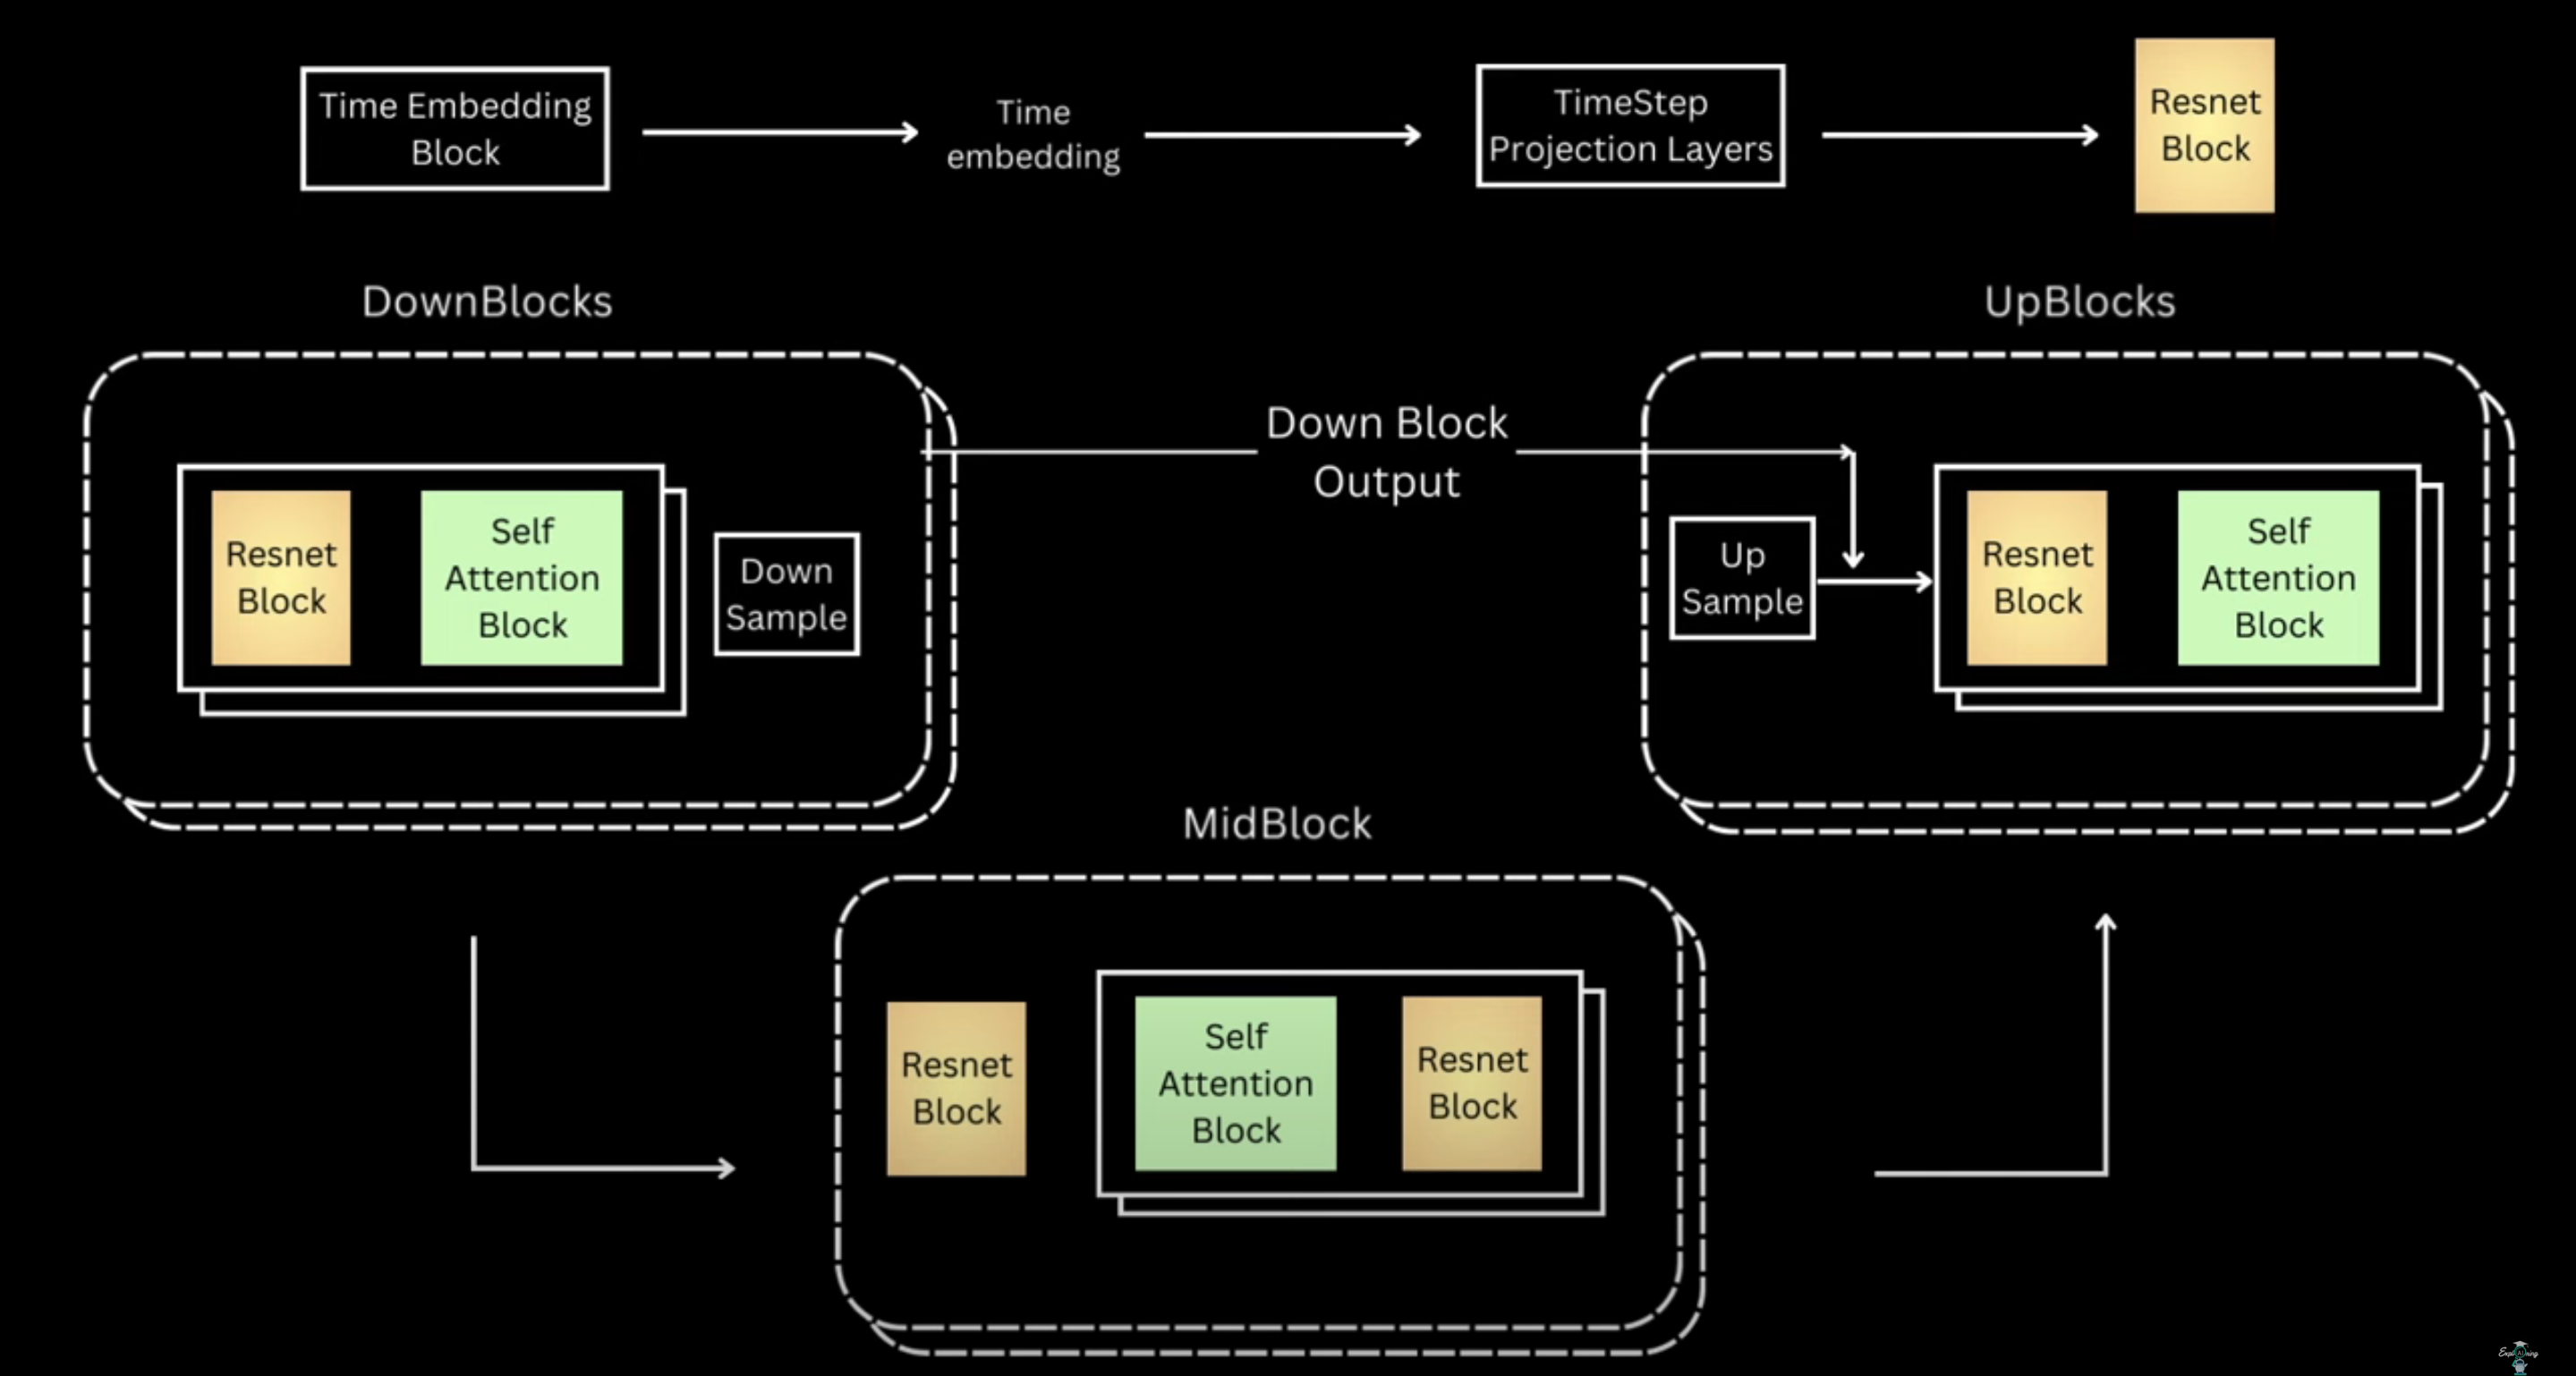 Time Embedding
Block
Time
embedding
TimeStep
Projection Layers
Resnet
Block
DownBlocks
UpBlocks
Resnet
Block
Self
Attention
Block
Down
Sample
Down Block
Output
Up
Sample
Resnet
Block
Self
Attention
Block
MidBlock
Resnet
Block
Self
Attention
Block
Resnet
Block